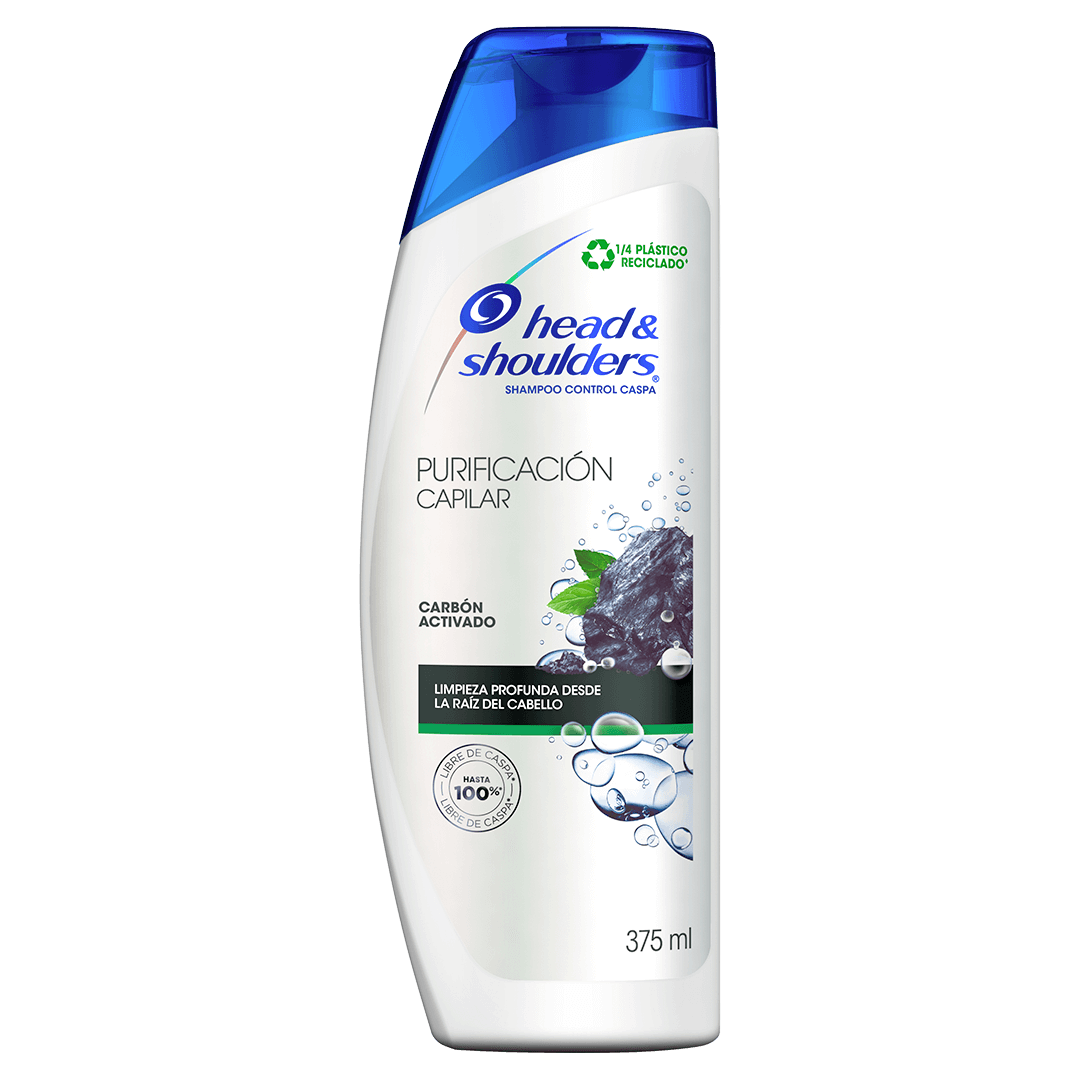 1/4 PLÁSTICO
RECICLADO*
head &
shoulders®
SHAMPOO CONTROL CASPA
PURIFICACIÓN
CAPILAR
CARBÓN
ACTIVADO
LIMPIEZA PROFUNDA DESDE
LA RAÍZ DEL CABELLO
LIBRE DE CASPA*
HASTA
100%*
LIBRE DE CASPA*
375 ml